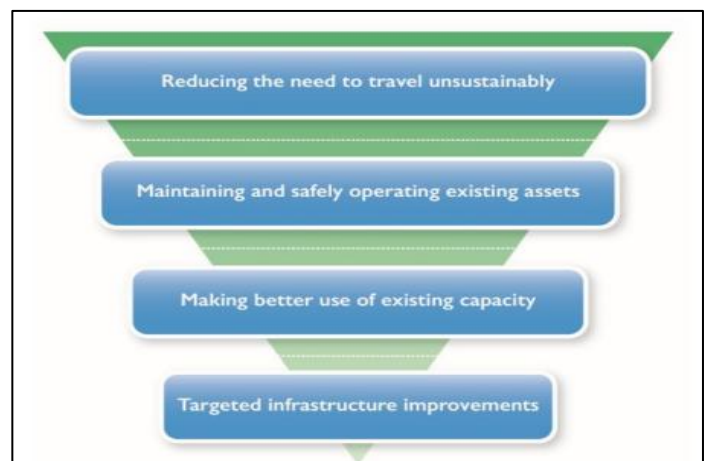 Reducing the need to travel unsustainably
Maintaining and safely operating existing assets
Making better use of existing capacity
Targeted infrastructure improvements